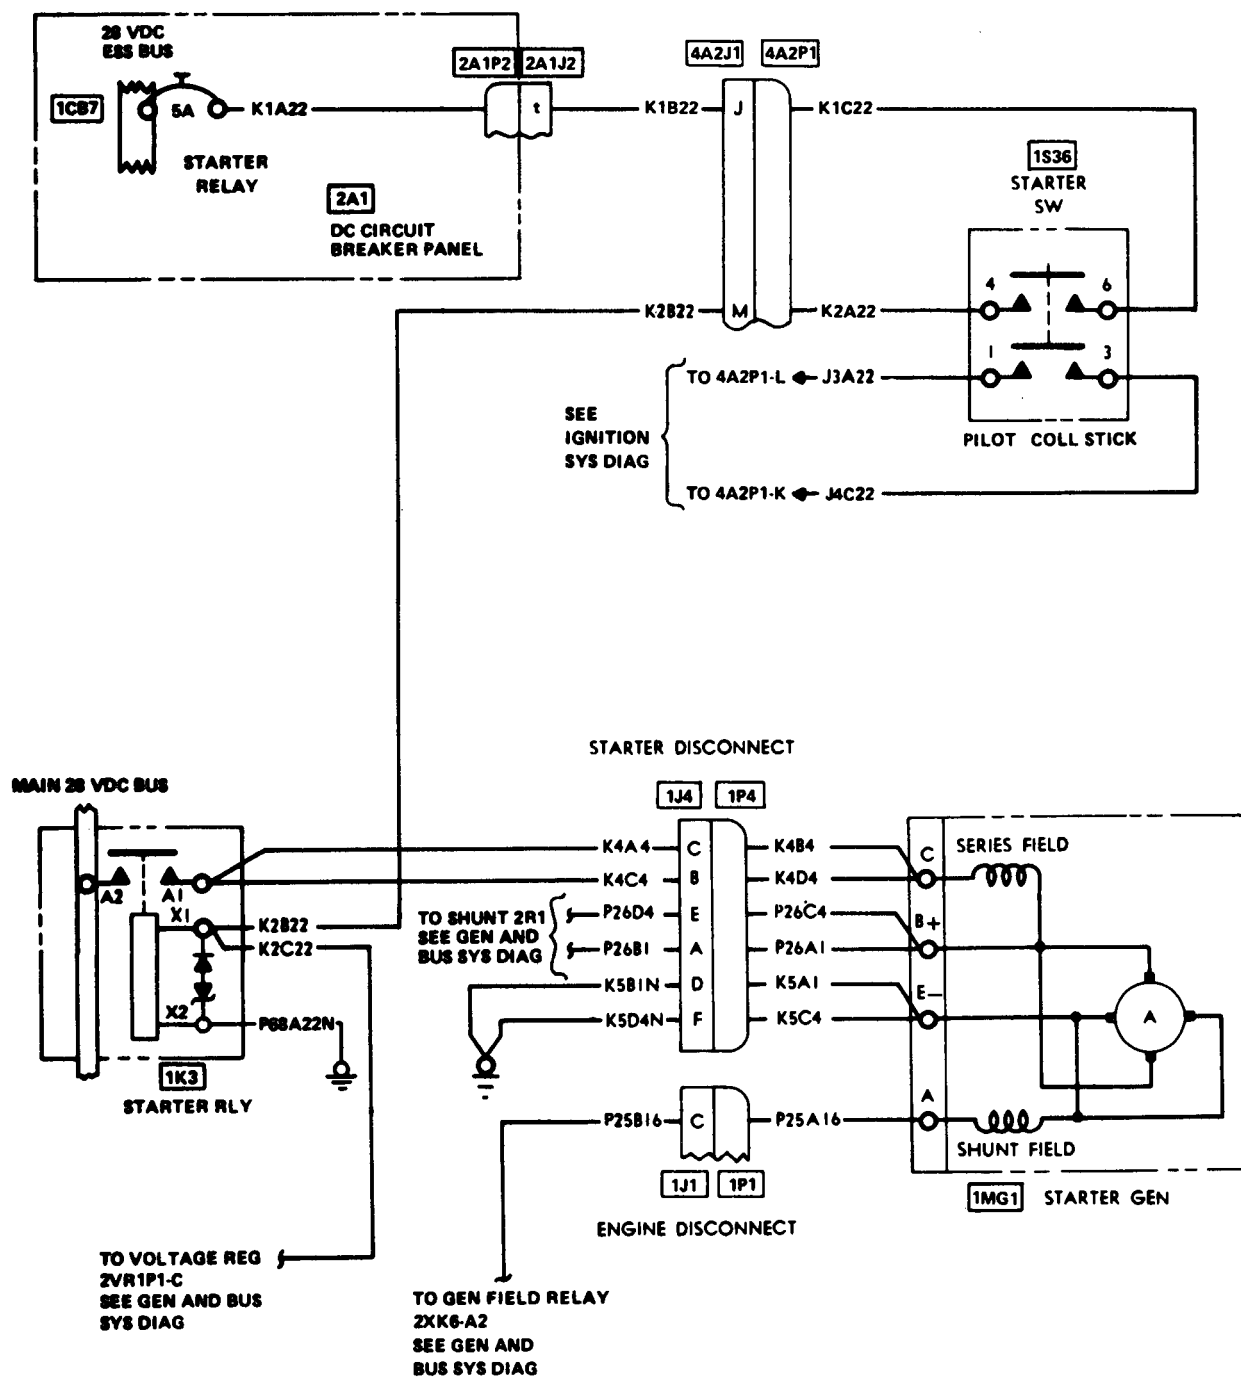 28 VDC
ESS BUS
1CB7
5A
K1A22
STARTER
RELAY
2A1
DC CIRCUIT
BREAKER PANEL
2A1P2
2A1J2
t
K1B22
4A2J1
4A2P1
J
K1C22
1S36
STARTER
SW
4
6
1
3
K2B22
M
K2A22
TO 4A2P1-L
J3A22
SEE
IGNITION
SYS DIAG
PILOT COLL STICK
TO 4A2P1-K
J4C22
STARTER DISCONNECT
MAIN 28 VDC BUS
1J4
1P4
A2
A1
X1
K2B22
K2C22
X2
P68A22N
1K3
STARTER RLY
K4A4
C
K4B4
K4C4
B
K4D4
TO SHUNT 2R1
SEE GEN AND
BUS SYS DIAG
P26D4
E
P26C4
P26B1
A
P26A1
K5B1N
D
K5A1
K5D4N
F
K5C4
C
SERIES FIELD
B+
E-
A
A
SHUNT FIELD
P25B16
C
P25A16
1J1
1P1
1MG1
STARTER GEN
ENGINE DISCONNECT
TO VOLTAGE REG
2VR1P1-C
SEE GEN AND BUS
SYS DIAG
TO GEN FIELD RELAY
2XK6-A2
SEE GEN AND
BUS SYS DIAG